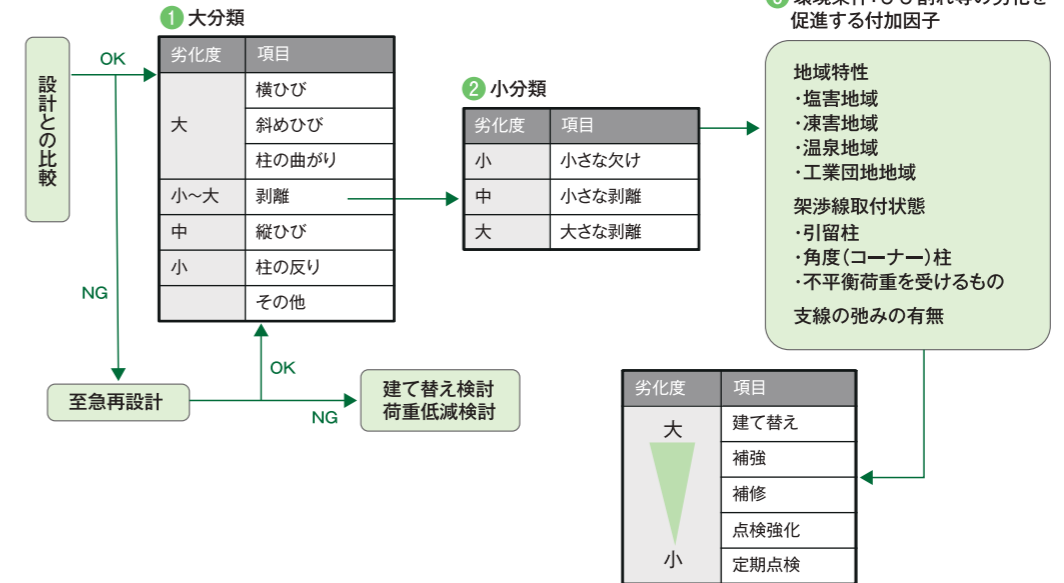 設計との比較
OK
NG
1 大分類
劣化度 項目
大 横ひび
斜めひび
柱の曲がり
小～大 剥離
中 縦ひび
小 柱の反り
その他
2 小分類
劣化度 項目
小 小さな欠け
中 小さな剥離
大 大さな剥離
促進する付加因子
地域特性
・塩害地域
・凍害地域
・温泉地域
・工業団地地域
架渉線取付状態
・引留柱
・角度（コーナー）柱
・不平衡荷重を受けるもの
支線の弛みの有無
至急再設計
OK
NG
建て替え検討
荷重低減検討
劣化度 項目
大 建て替え
補強
補修
点検強化
小 定期点検